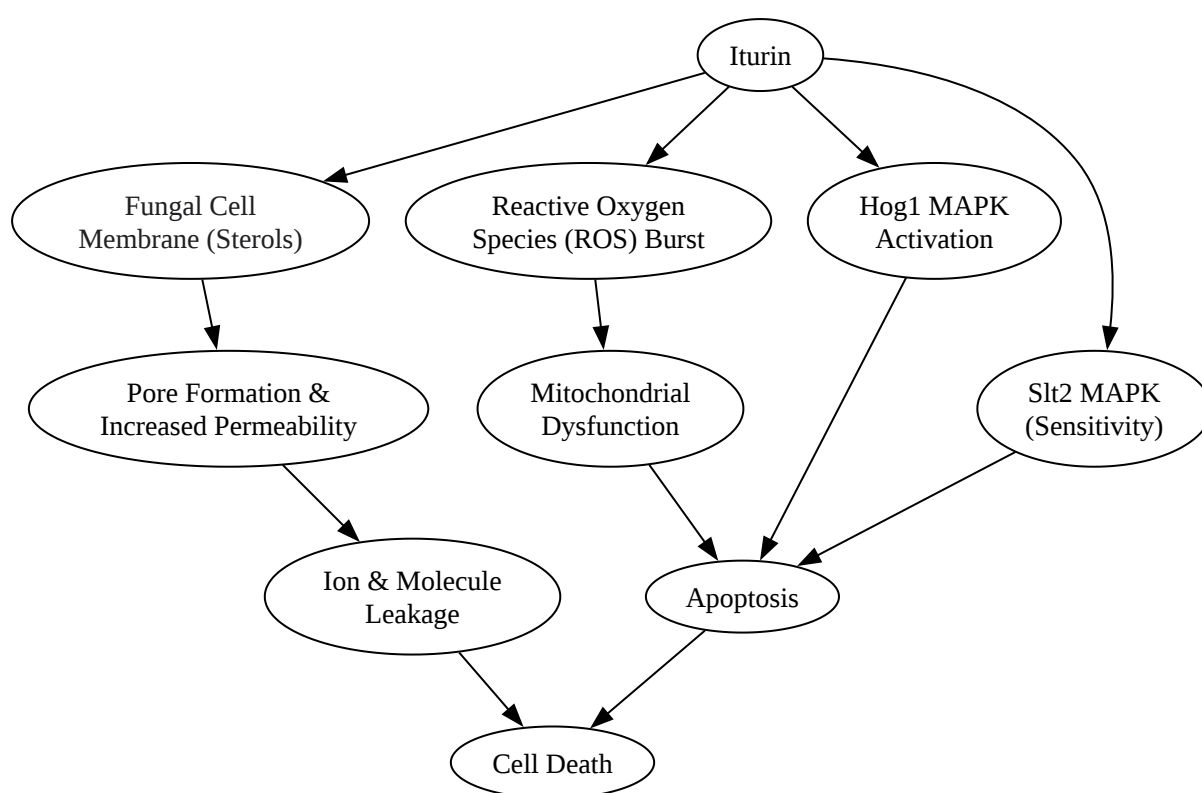 Iturin
Fungal Cell
Membrane (Sterols)
Reactive Oxygen
Species (ROS) Burst
Hog1 MAPK
Activation
Pore Formation &
Increased Permeability
Mitochondrial
Dysfunction
Slt2 MAPK
(Sensitivity)
Ion & Molecule
Leakage
Apoptosis
Cell Death